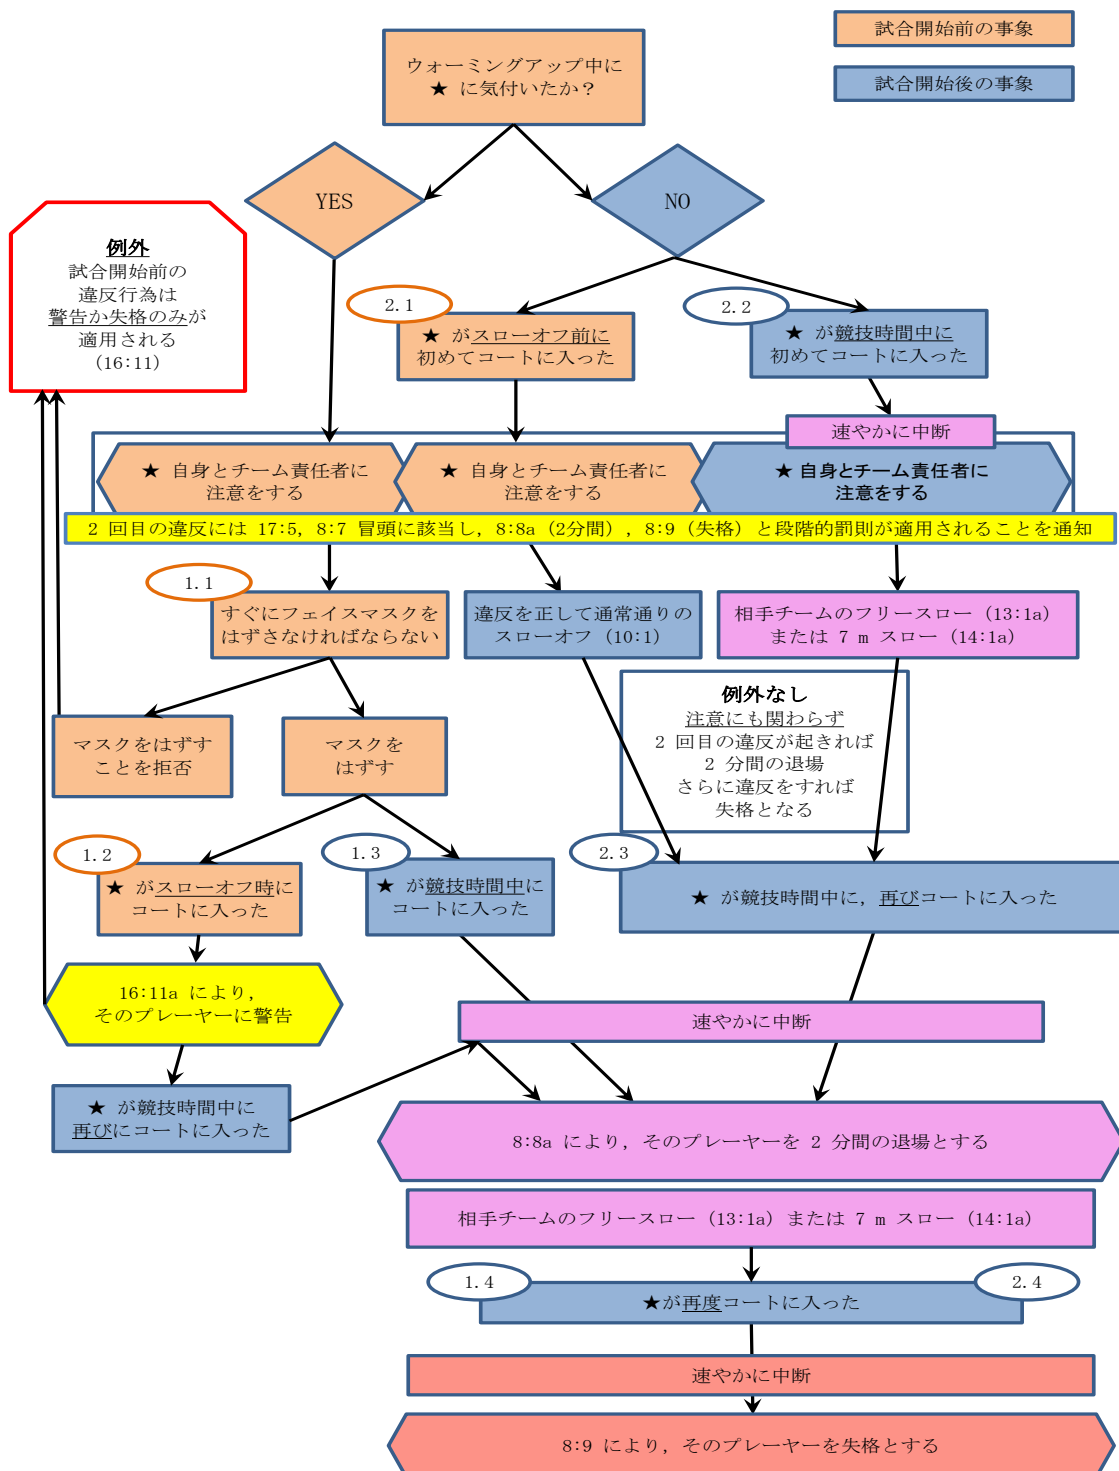 試合開始前の事象
試合開始後の事象
ウォーミングアップ中に
★ に気付いたか？
YES
NO
例外
試合開始前の
違反行為は
警告か失格のみが
適用される
(16:11)
2.1
★ がスローオフ前に
初めてコートに入った
2.2
★ が競技時間中に
初めてコートに入った
速やかに中断
★ 自身とチーム責任者に
注意をする
★ 自身とチーム責任者に
注意をする
★ 自身とチーム責任者に
注意をする
2 回目の違反には 17:5，8:7 冒頭に該当し，8:8a（2分間），8:9（失格）と段階的罰則が適用されることを通知
1.1
すぐにフェイスマスクを
はずさなければならない
違反を正して通常通りの
スローオフ（10:1）
相手チームのフリースロー（13:1a）
または 7 m スロー（14:1a）
マスクをはずす
ことを拒否
マスクを
はずす
例外なし
注意にも関わらず
2 回目の違反が起きれば
2 分間の退場
さらに違反をすれば
失格となる
1.2
★ がスローオフ時に
コートに入った
1.3
★ が競技時間中に
コートに入った
2.3
★ が競技時間中に，再びコートに入った
16:11a により，
そのプレーヤーに警告
速やかに中断
★ が競技時間中に
再びにコートに入った
8:8a により，そのプレーヤーを 2 分間の退場とする
相手チームのフリースロー（13:1a）または 7 m スロー（14:1a）
1.4
2.4
★が再度コートに入った
速やかに中断
8:9 により，そのプレーヤーを失格とする